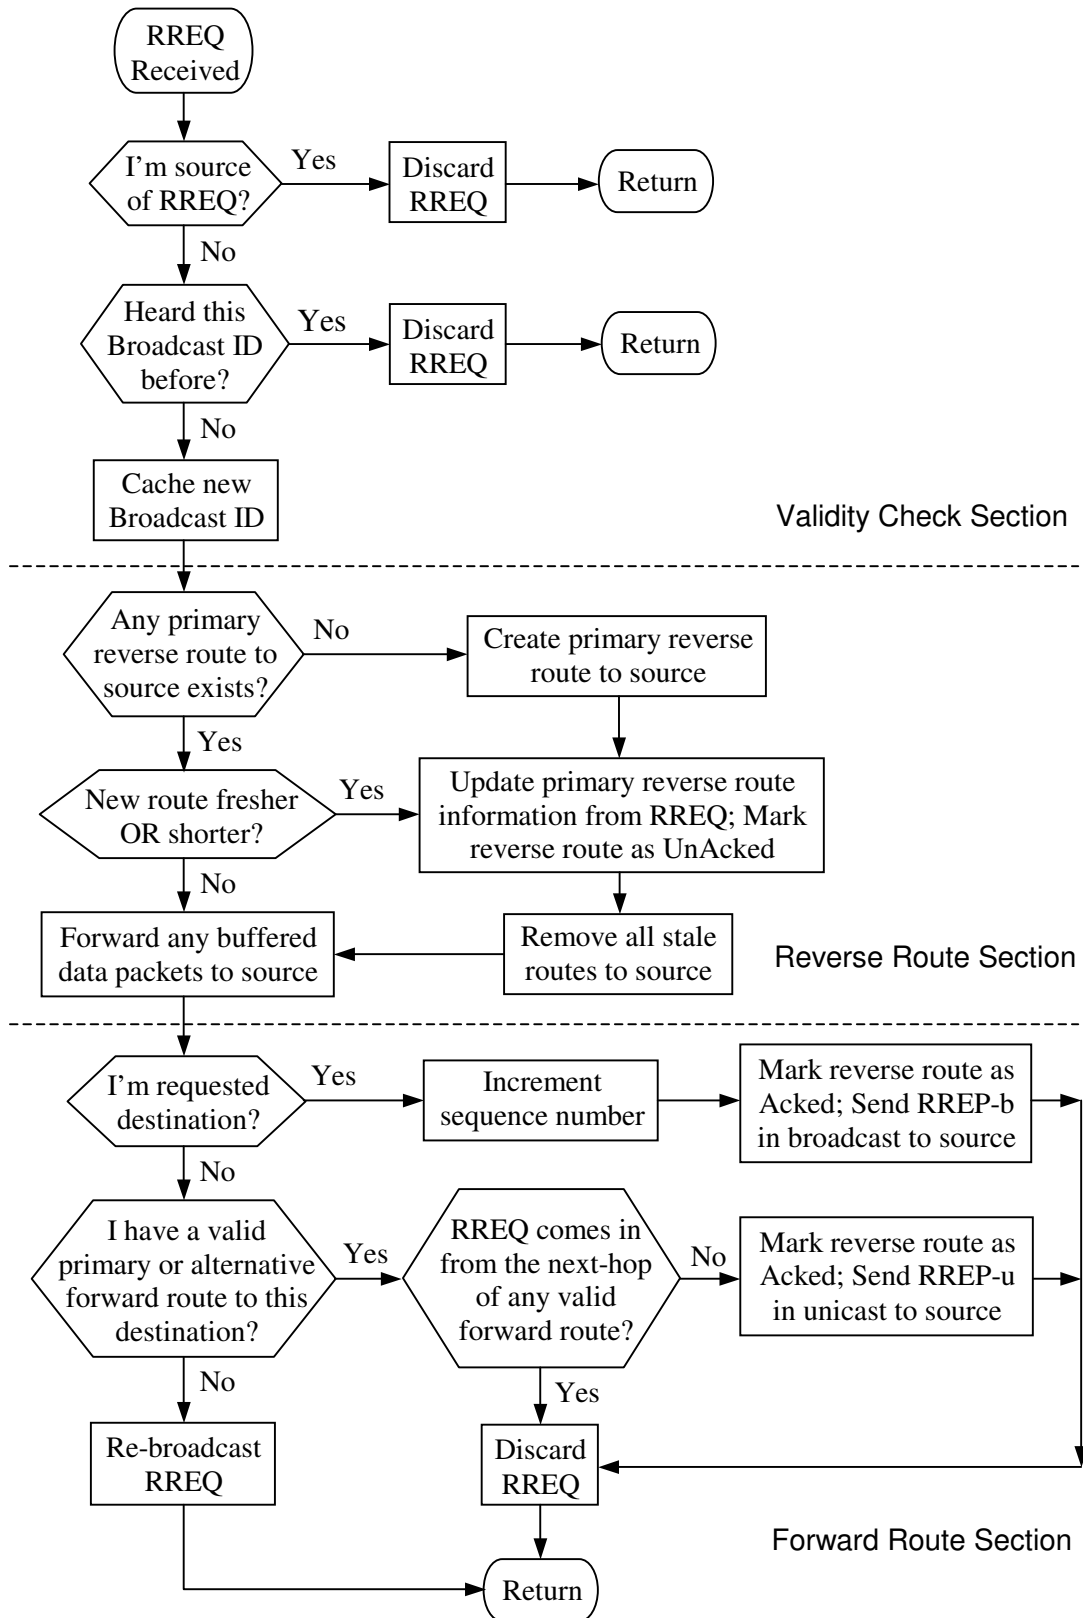 RREQ
Received
I'm source
of RREQ?
Yes
Discard
RREQ
Return
No
Heard this
Broadcast ID
before?
Yes
Discard
RREQ
Return
No
Cache new
Broadcast ID
Validity Check Section
Any primary
reverse route to
source exists?
No
Create primary reverse
route to source
Yes
New route fresher
OR shorter?
Yes
Update primary reverse route
information from RREQ; Mark
reverse route as UnAcked
No
Forward any buffered
data packets to source
Remove all stale
routes to source
Reverse Route Section
I'm requested
destination?
Yes
Increment
sequence number
Mark reverse route as
Acked; Send RREP-b
in broadcast to source
No
I have a valid
primary or alternative
forward route to this
destination?
Yes
RREQ comes in
from the next-hop
of any valid
forward route?
No
Mark reverse route as
Acked; Send RREP-u
in unicast to source
No
Yes
Re-broadcast
RREQ
Discard
RREQ
Forward Route Section
Return